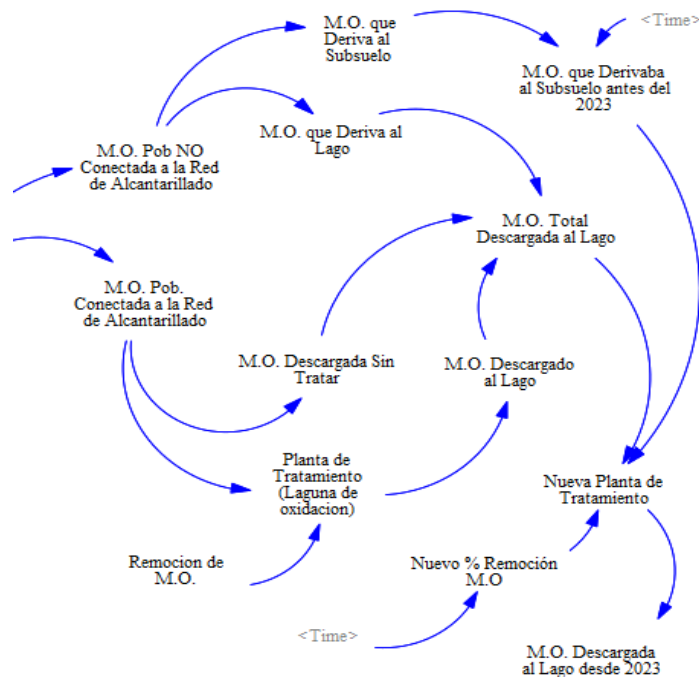 M.O. que
Deriva al
Subsuelo
<Time>
M.O. que Derivaba
al Subsuelo antes del
2023
M.O. que Deriva al
Lago
M.O. Pob NO
Conectada a la Red
de Alcantarillado
M.O. Total
Descargada al Lago
M.O. Pob.
Conectada a la Red
de Alcantarillado
M.O. Descargada Sin
Tratar
M.O. Descargado
al Lago
Planta de
Tratamiento
(Laguna de
oxidacion)
Nueva Planta de
Tratamiento
Remocion de
M.O.
Nuevo % Remoción
M.O
<Time>
M.O. Descargada
al Lago desde 2023